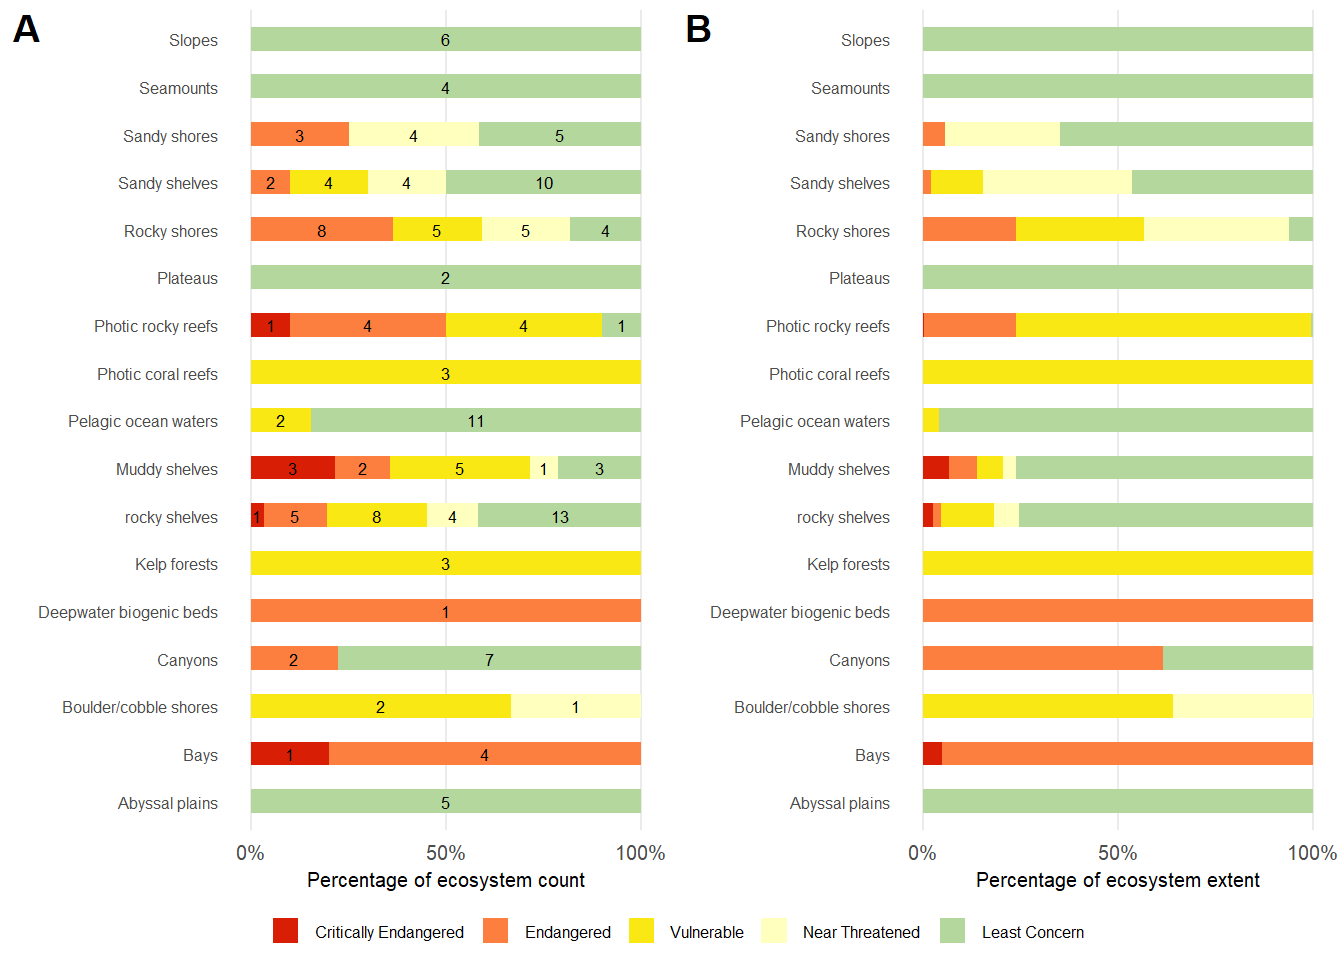 A
B
Slopes 6 Slopes
Seamounts 4 Seamounts
Sandy shores 3 4 5 Sandy shores
Sandy shelves 2 4 4 10 Sandy shelves
Rocky shores 8 5 5 4 Rocky shores
Plateaus 2 Plateaus
Photic rocky reefs 1 4 4 1 Photic rocky reefs
Photic coral reefs 3 Photic coral reefs
Pelagic ocean waters 2 11 Pelagic ocean waters
Muddy shelves 3 2 5 1 3 Muddy shelves
rocky shelves 1 5 8 4 13 rocky shelves
Kelp forests 3 Kelp forests
Deepwater biogenic beds 1 Deepwater biogenic beds
Canyons 2 7 Canyons
Boulder/cobble shores 2 1 Boulder/cobble shores
Bays 1 4 Bays
Abyssal plains 5 Abyssal plains
0% 50% 100% 0% 50% 100%
Percentage of ecosystem count Percentage of ecosystem extent
Critically Endangered Endangered Vulnerable Near Threatened Least Concern